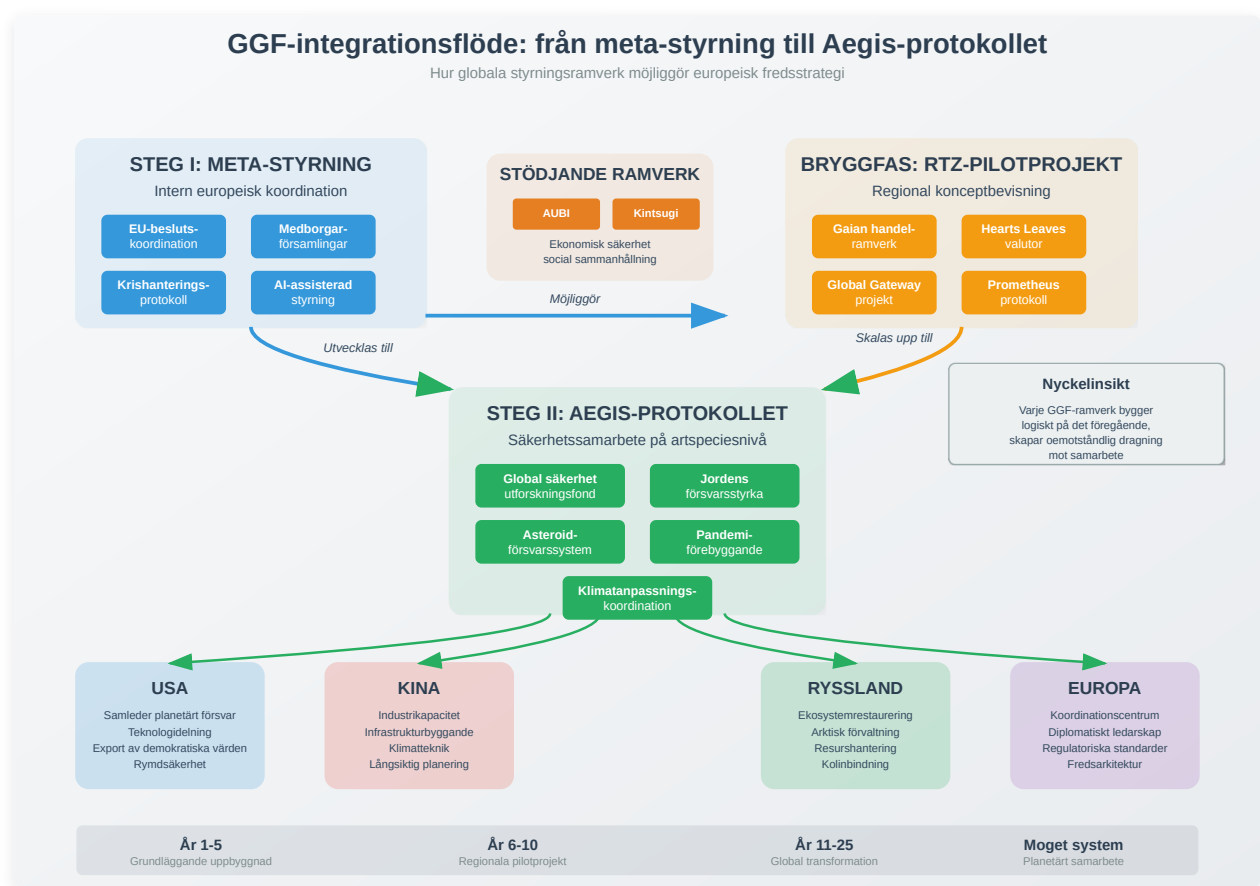 GGF-integrationsflöde: från meta-styrning till Aegis-protokollet
Hur globala styrningsramverk möjliggör europeisk fredsstrategi
STEG I: META-STYRNING
Intern europeisk koordination
EU-besluts-
koordination
Medborgar-
församlingar
Krishanterings-
protokoll
AI-assisterad
styrning
STÖDJANDE RAMVERK
AUBI
Kintsugi
Ekonomisk säkerhet
social sammanhållning
Möjliggör
BRYGGFAS: RTZ-PILOTPROJEKT
Regional konceptbevisning
Gaian handel-
ramverk
Hearts Leaves
valutor
Global Gateway
projekt
Prometheus
protokoll
Utvecklas till
Skalas upp till
Nyckelinsikt
Varje GGF-ramverk bygger
logiskt på det föregående,
skapar oemotståndlig dragning
mot samarbete
STEG II: AEGIS-PROTOKOLLET
Säkerhetssamarbete på artspeciesnivå
Global säkerhet
utforskningsfond
Jordens
försvarsstyrka
Asteroid-
försvarssystem
Pandemi-
förebyggande
Klimatanpassnings-
koordination
USA
Samleder planetärt försvar
Teknologidelning
Export av demokratiska värden
Rymdsäkerhet
KINA
Industrikapacitet
Infrastrukturbyggande
Klimatteknik
Långsiktig planering
RYSSLAND
Ekosystemrestaurering
Arktisk förvaltning
Resurshantering
Kolinbindning
EUROPA
Koordinationscentrum
Diplomatiskt ledarskap
Regulatoriska standarder
Fredsarkitektur
År 1-5
Grundläggande uppbyggnad
År 6-10
Regionala pilotprojekt
År 11-25
Global transformation
Moget system
Planetärt samarbete